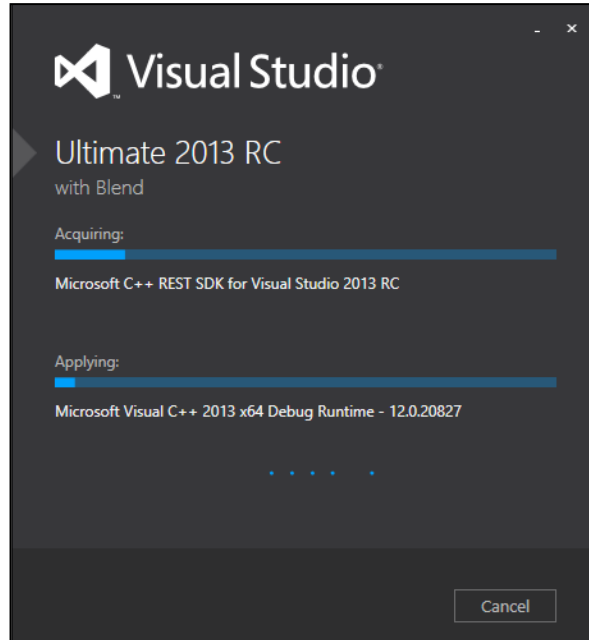 Visual Studio®
™
Ultimate 2013 RC
with Blend
Acquiring:
Microsoft C++ REST SDK for Visual Studio 2013 RC
Applying:
Microsoft Visual C++ 2013 x64 Debug Runtime - 12.0.20827
Cancel